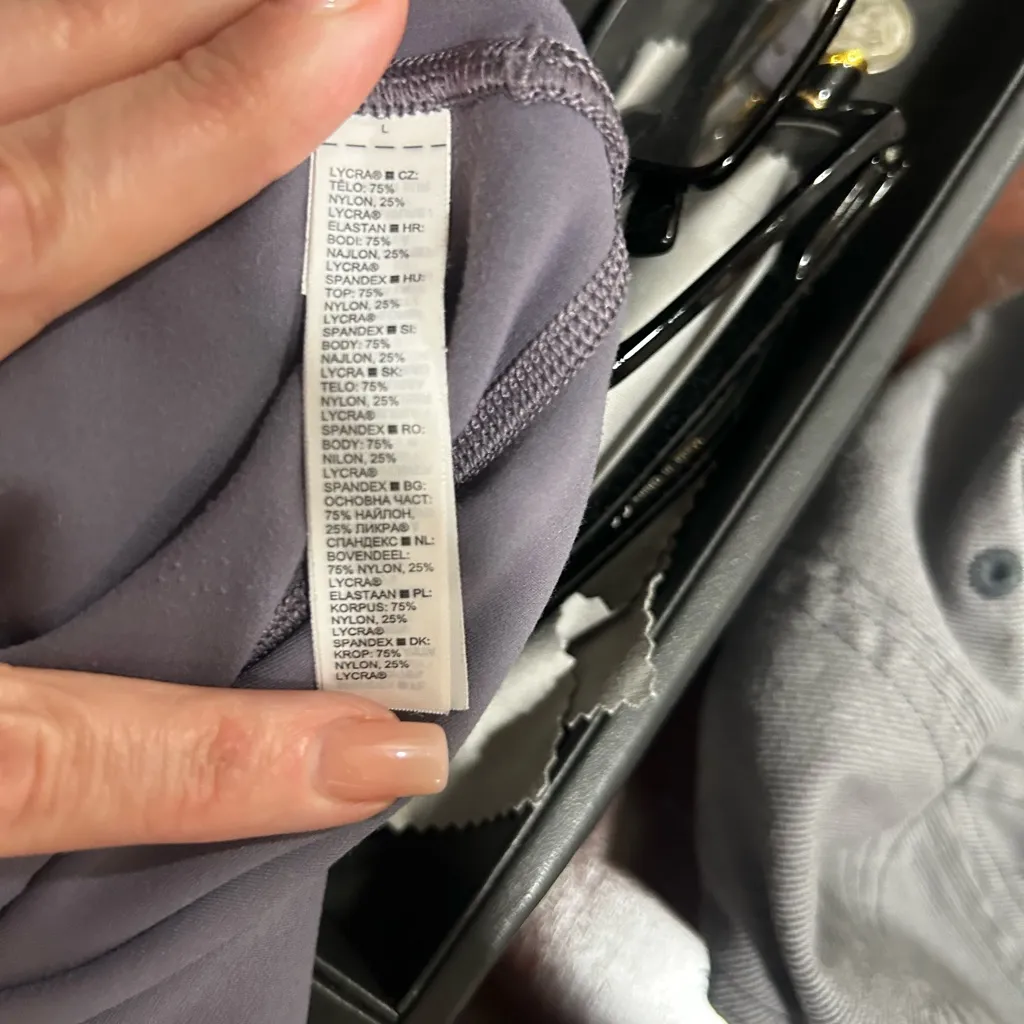 L
LYCRA® ■ CZ:
TĚLO: 75%
NYLON, 25%
LYCRA®
ELASTAN ■ HR:
BODI: 75%
NAJLON, 25%
LYCRA®
SPANDEX ■ HU:
TOP: 75%
NYLON, 25%
LYCRA®
SPANDEX ■ SI:
BODY: 75%
NAJLON, 25%
LYCRA ■ SK:
TELO: 75%
NYLON, 25%
LYCRA®
SPANDEX ■ RO:
BODY: 75%
NILON, 25%
LYCRA®
SPANDEX ■ BG:
ОСНОВНА ЧАСТ:
75% НАЙЛОН,
25% ЛИКРА®
СПАНДЕКС ■ NL:
BOVENDEEL:
75% NYLON, 25%
LYCRA®
ELASTAAN ■ PL:
KORPUS: 75%
NYLON, 25%
LYCRA®
SPANDEX ■ DK:
KROP: 75%
NYLON, 25%
LYCRA®